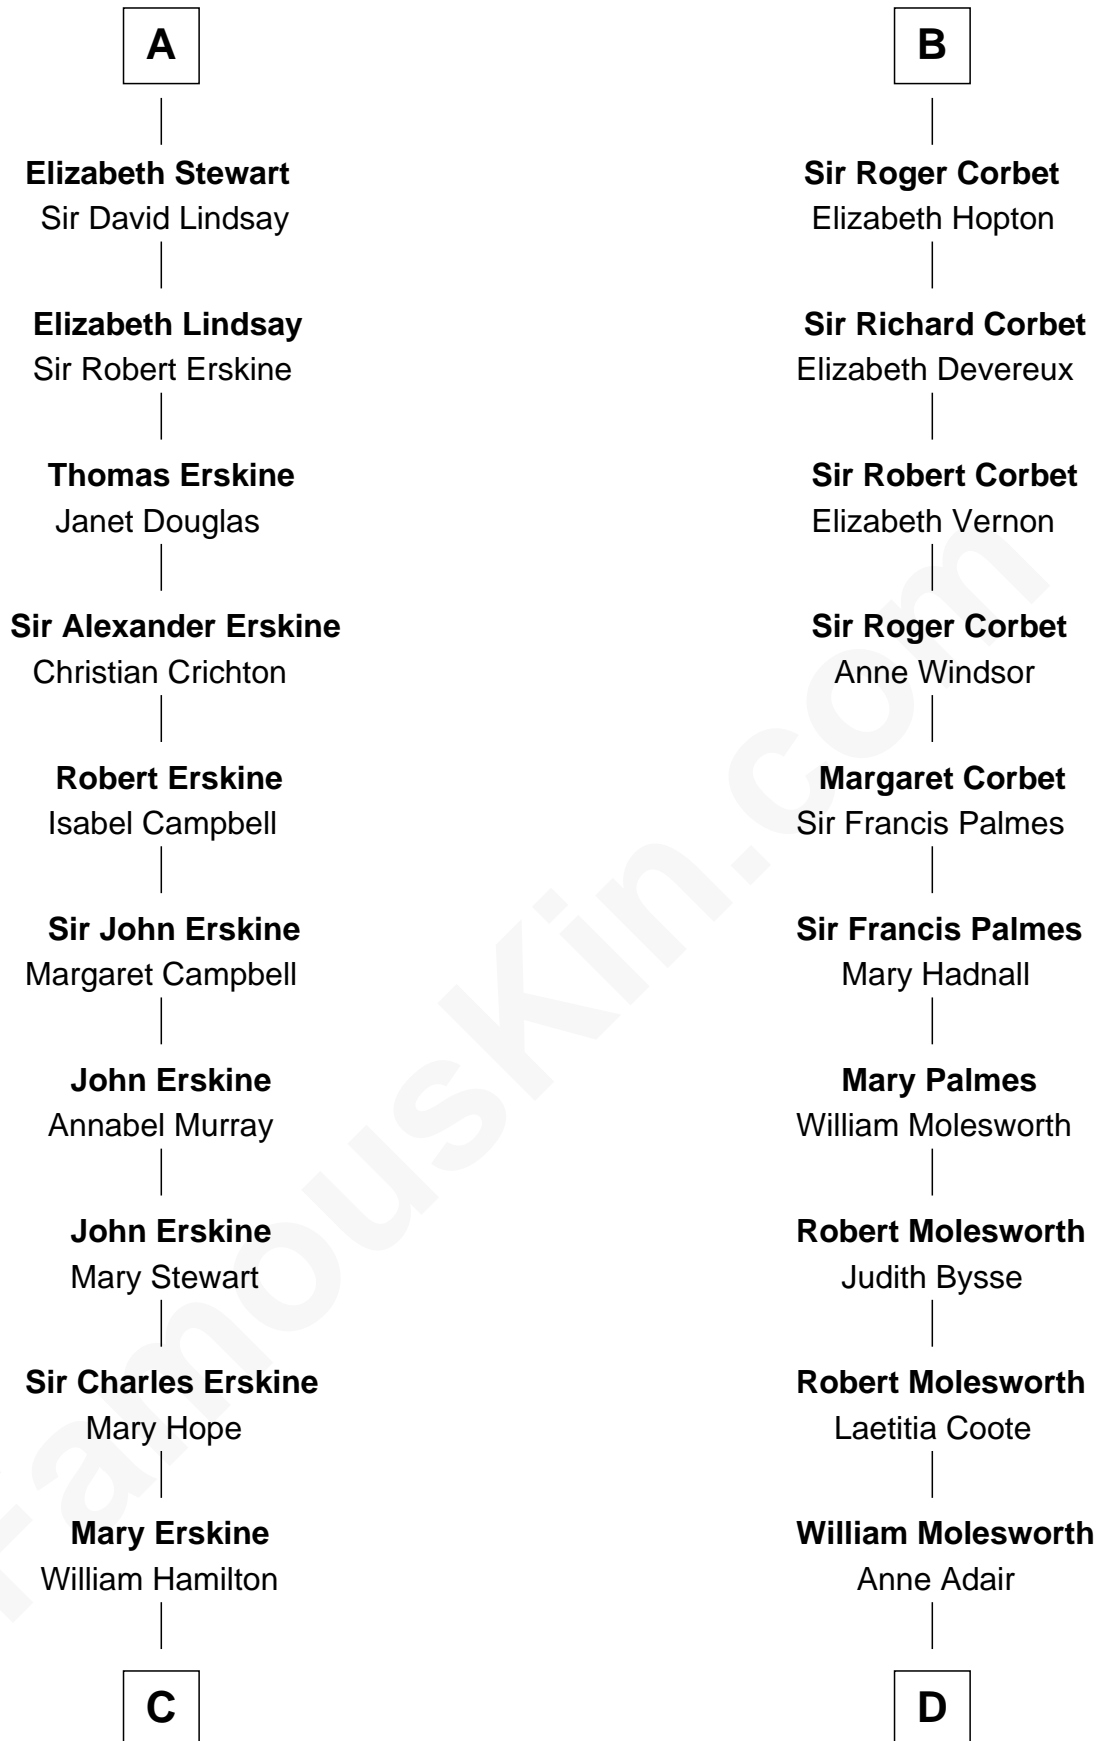 A
Elizabeth Stewart
Sir David Lindsay
Elizabeth Lindsay
Sir Robert Erskine
Thomas Erskine
Janet Douglas
Sir Alexander Erskine
Christian Crichton
Robert Erskine
Isabel Campbell
Sir John Erskine
Margaret Campbell
John Erskine
Annabel Murray
John Erskine
Mary Stewart
Sir Charles Erskine
Mary Hope
Mary Erskine
William Hamilton
C
B
Sir Roger Corbet
Elizabeth Hopton
Sir Richard Corbet
Elizabeth Devereux
Sir Robert Corbet
Elizabeth Vernon
Sir Roger Corbet
Anne Windsor
Margaret Corbet
Sir Francis Palmes
Sir Francis Palmes
Mary Hadnall
Mary Palmes
William Molesworth
Robert Molesworth
Judith Bysse
Robert Molesworth
Laetitia Coote
William Molesworth
Anne Adair
D
FamousKin.com